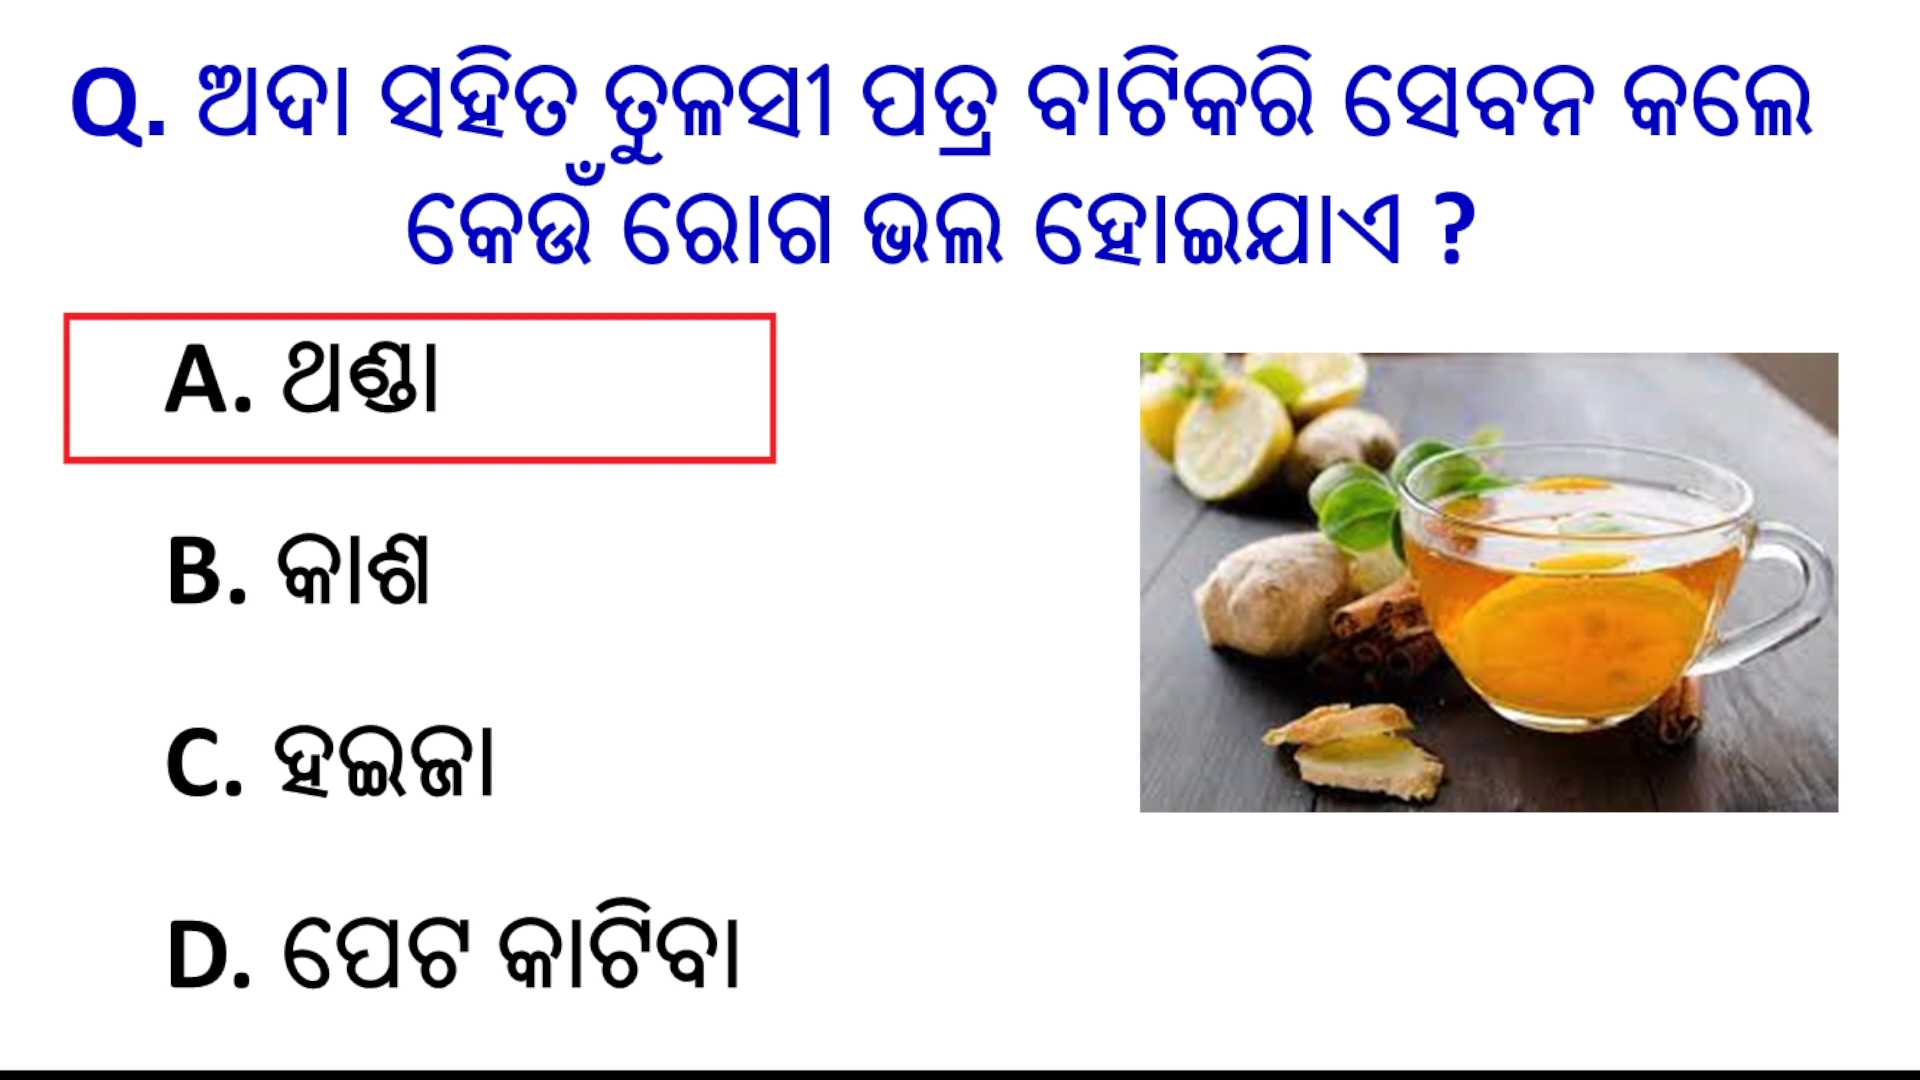 Q. ଅଦା ସହିତ ତୁଳସୀ ପତ୍ର ବାଟିକରି ସେବନ କଲେ
କେଉଁ ରୋଗ ଭଲ ହୋଇଯାଏ ?
A. ଥଣ୍ଡା
B. କାଶ
C. ହଇଜା
D. ପେଟ କାଟିବା